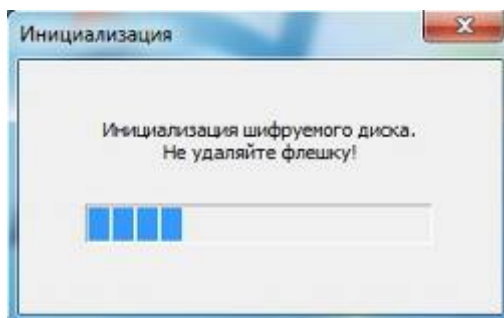 Инициализация
Инициализация шифруемого диска.
Не удаляйте флешку!